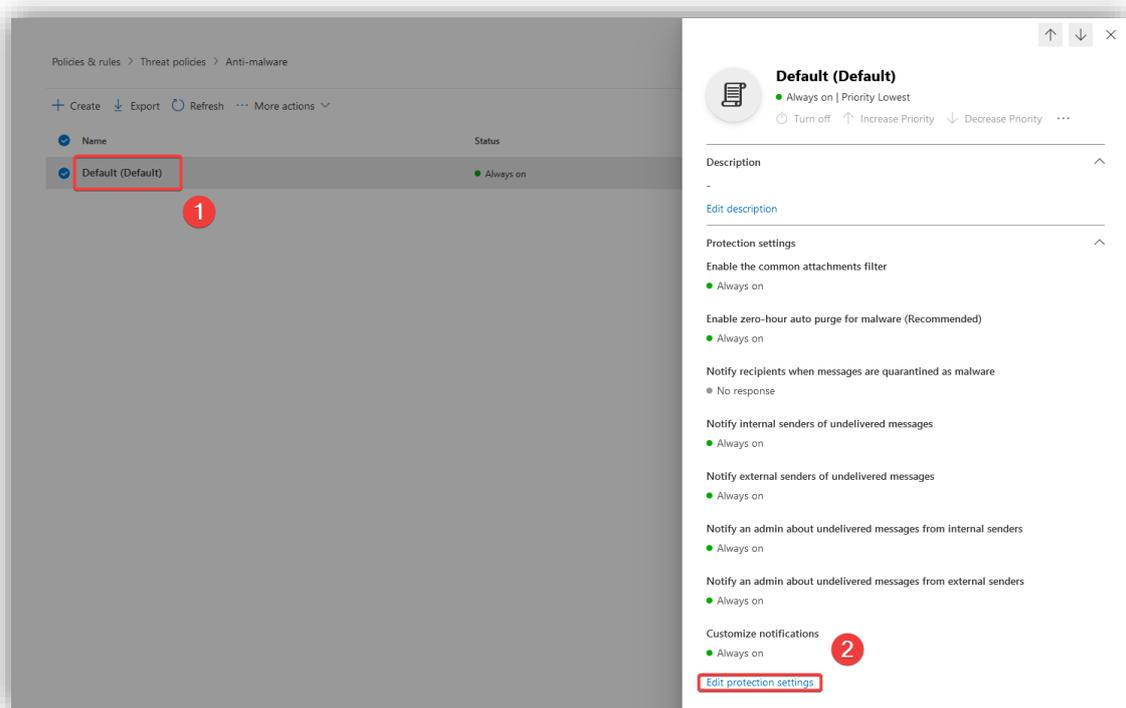 Policies & rules > Threat policies > Anti-malware
Create Export Refresh ··· More actions
Name Status
Default (Default) Always on
1
Default (Default)
Always on | Priority Lowest
Turn off Increase Priority Decrease Priority ···
Description
-
Edit description
Protection settings
Enable the common attachments filter
Always on
Enable zero-hour auto purge for malware (Recommended)
Always on
Notify recipients when messages are quarantined as malware
No response
Notify internal senders of undelivered messages
Always on
Notify external senders of undelivered messages
Always on
Notify an admin about undelivered messages from internal senders
Always on
Notify an admin about undelivered messages from external senders
Always on
Customize notifications
Always on
2
Edit protection settings